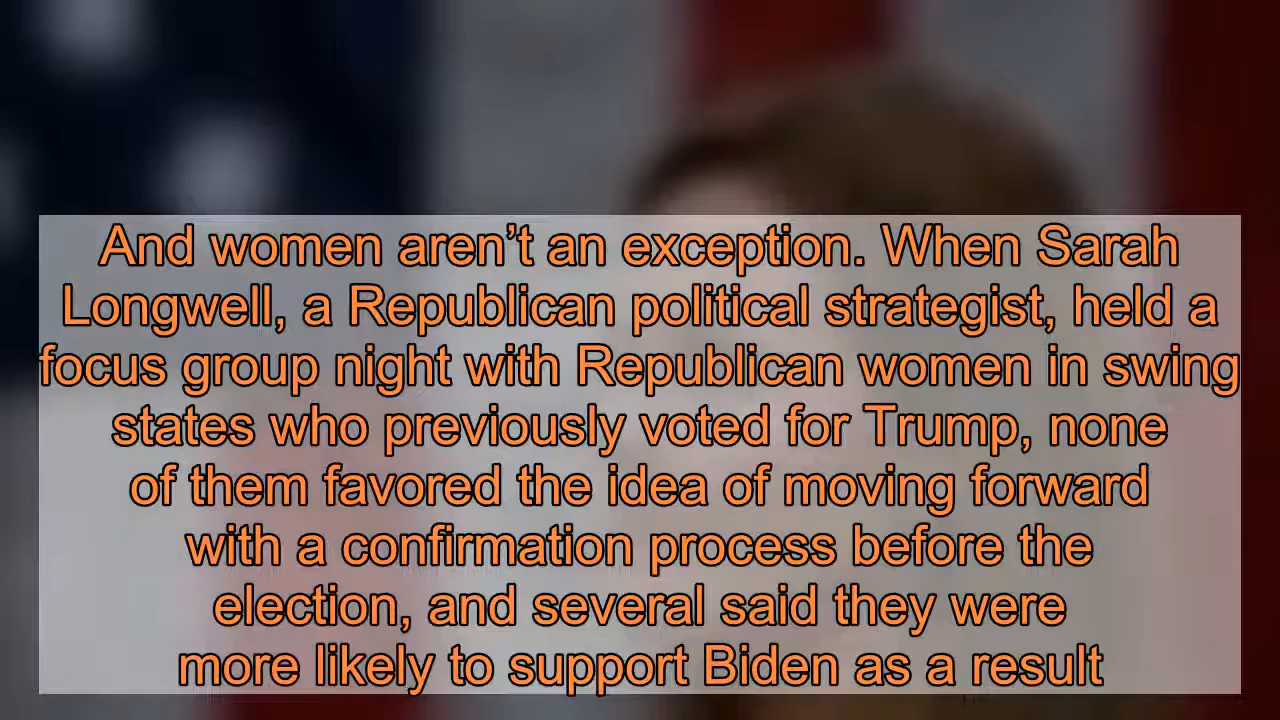 And women aren’t an exception. When Sarah
Longwell, a Republican political strategist, held a
focus group night with Republican women in swing
states who previously voted for Trump, none
of them favored the idea of moving forward
with a confirmation process before the
election, and several said they were
more likely to support Biden as a result